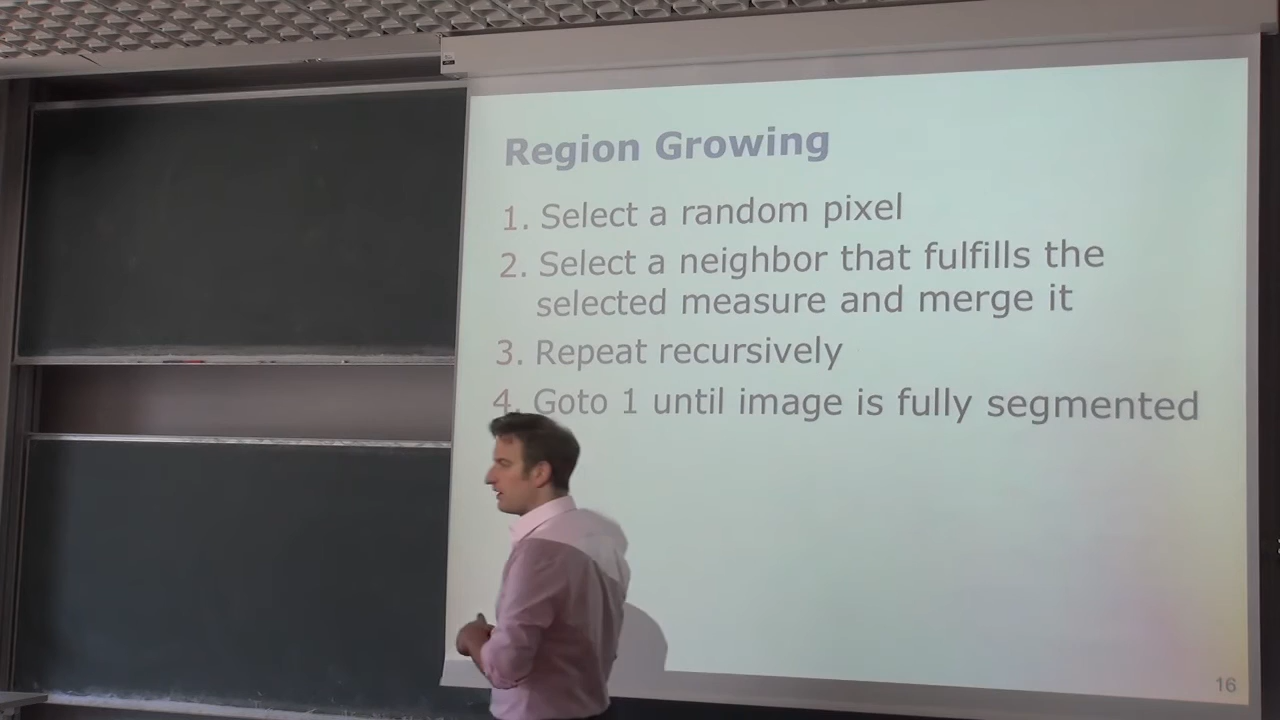 Region Growing
1. Select a random pixel
2. Select a neighbor that fulfills the
selected measure and merge it
3. Repeat recursively
4. Goto 1 until image is fully segmented
16